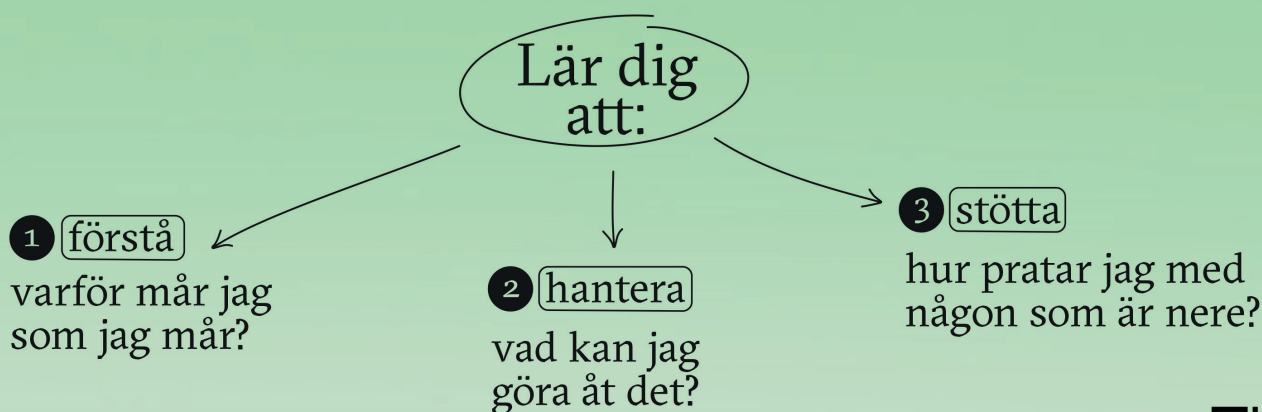 Lär dig
att:
1 förstå
varför mår jag
som jag mår?
2 hantera
vad kan jag
göra åt det?
3 stötta
hur pratar jag med
någon som är nere?